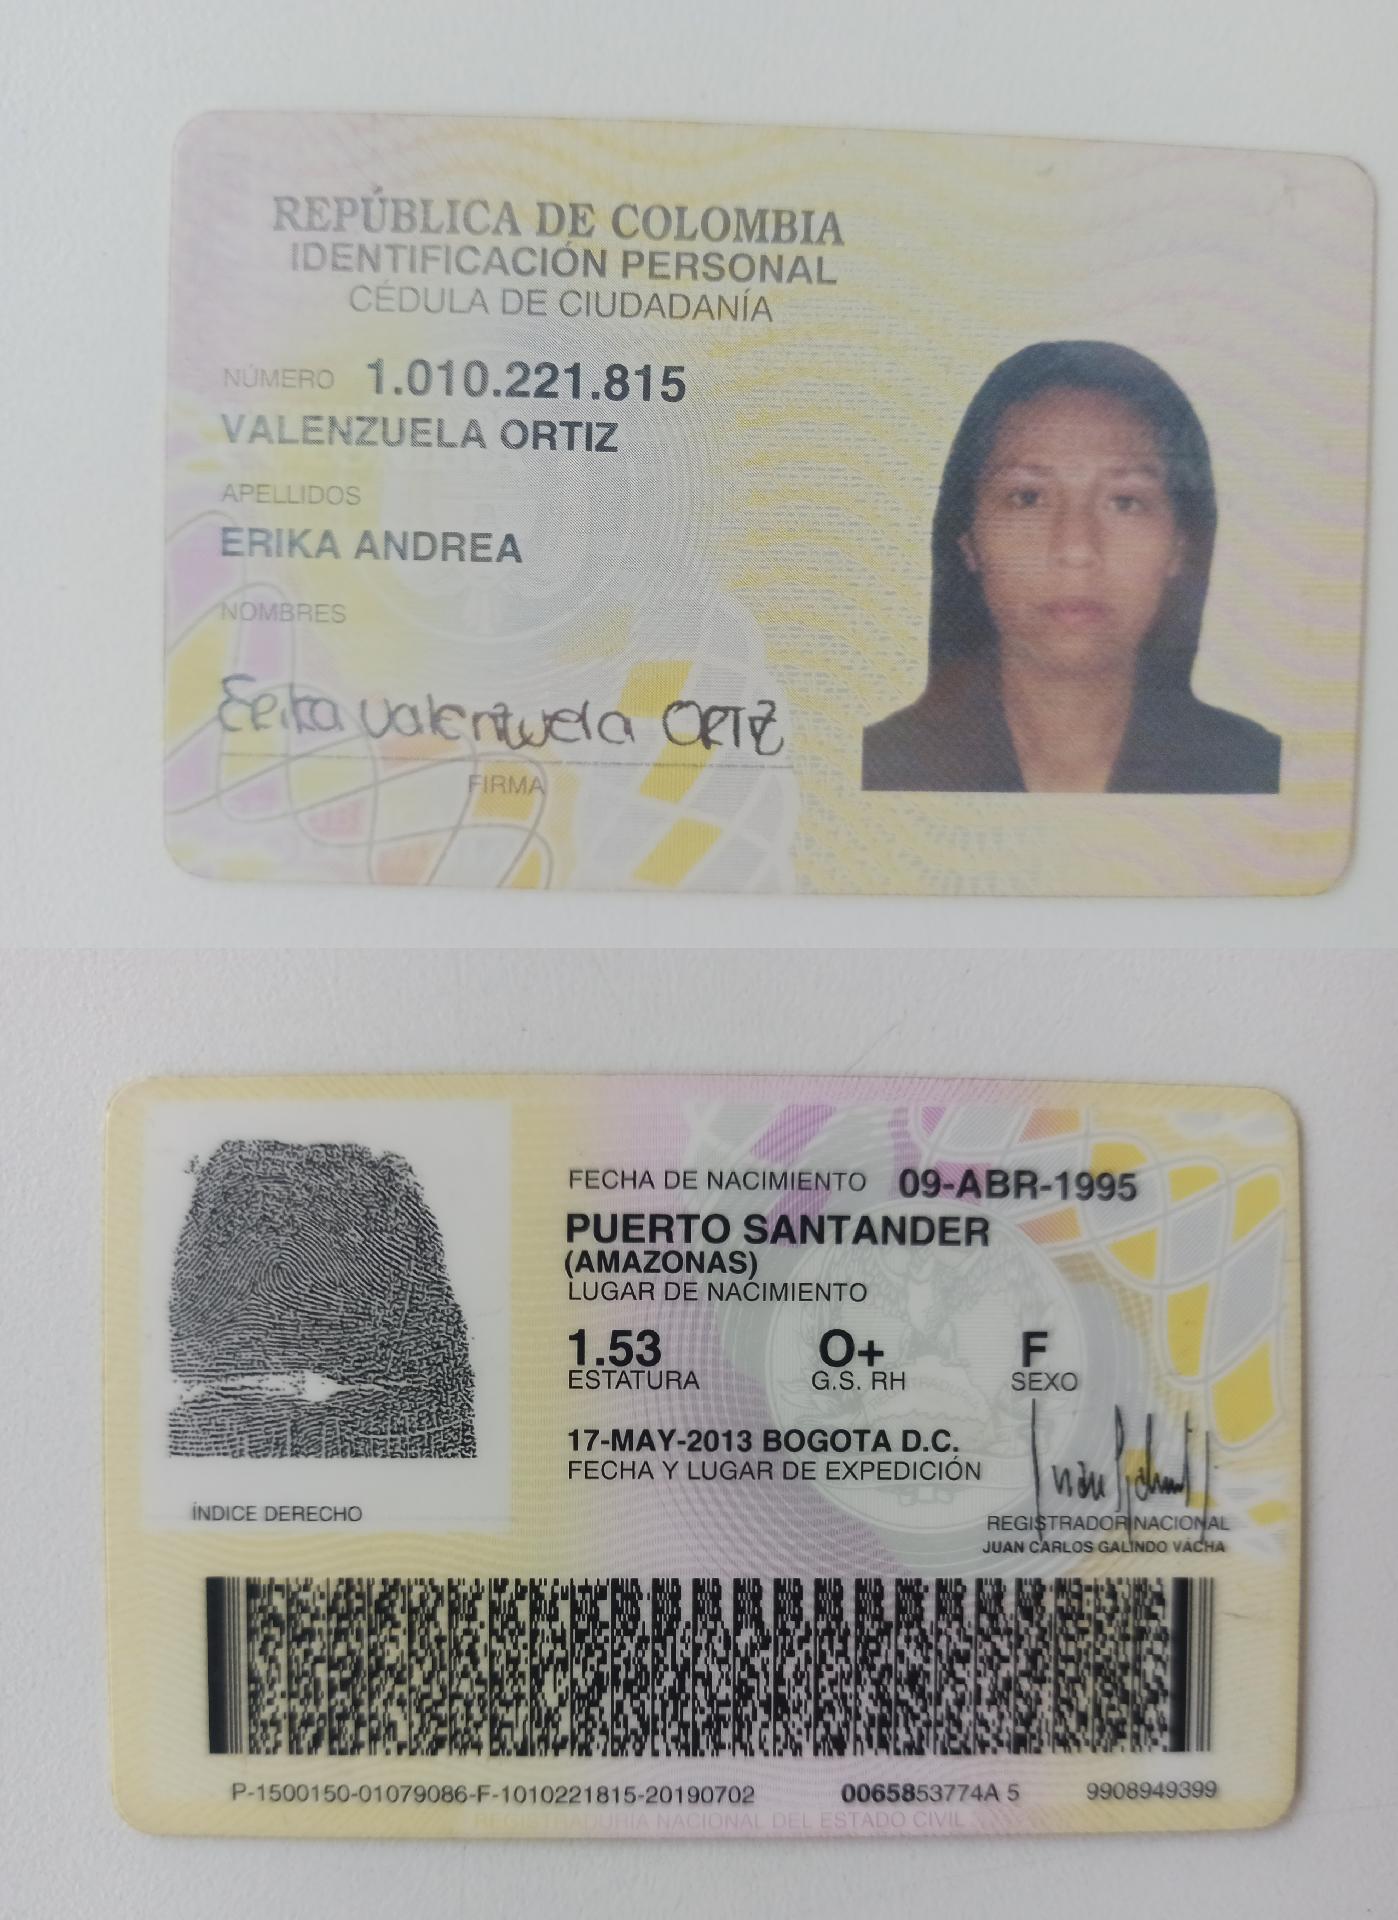 REPÚBLICA DE COLOMBIA
IDENTIFICACIÓN PERSONAL
CÉDULA DE CIUDADANÍA
NÚMERO 1.010.221.815
VALENZUELA ORTIZ
APELLIDOS
ERIKA ANDREA
NOMBRES
Erika valenzuela ORTIZ
FIRMA
FECHA DE NACIMIENTO 09-ABR-1995
PUERTO SANTANDER
(AMAZONAS)
LUGAR DE NACIMIENTO
1.53 O+ F
ESTATURA G.S. RH SEXO
17-MAY-2013 BOGOTA D.C.
FECHA Y LUGAR DE EXPEDICIÓN
ÍNDICE DERECHO
REGISTRADOR NACIONAL
JUAN CARLOS GALINDO VÁCHA
P-1500150-01079086-F-1010221815-20190702 0065853774A 5 9908949399
REGISTRADURÍA NACIONAL DEL ESTADO CIVIL